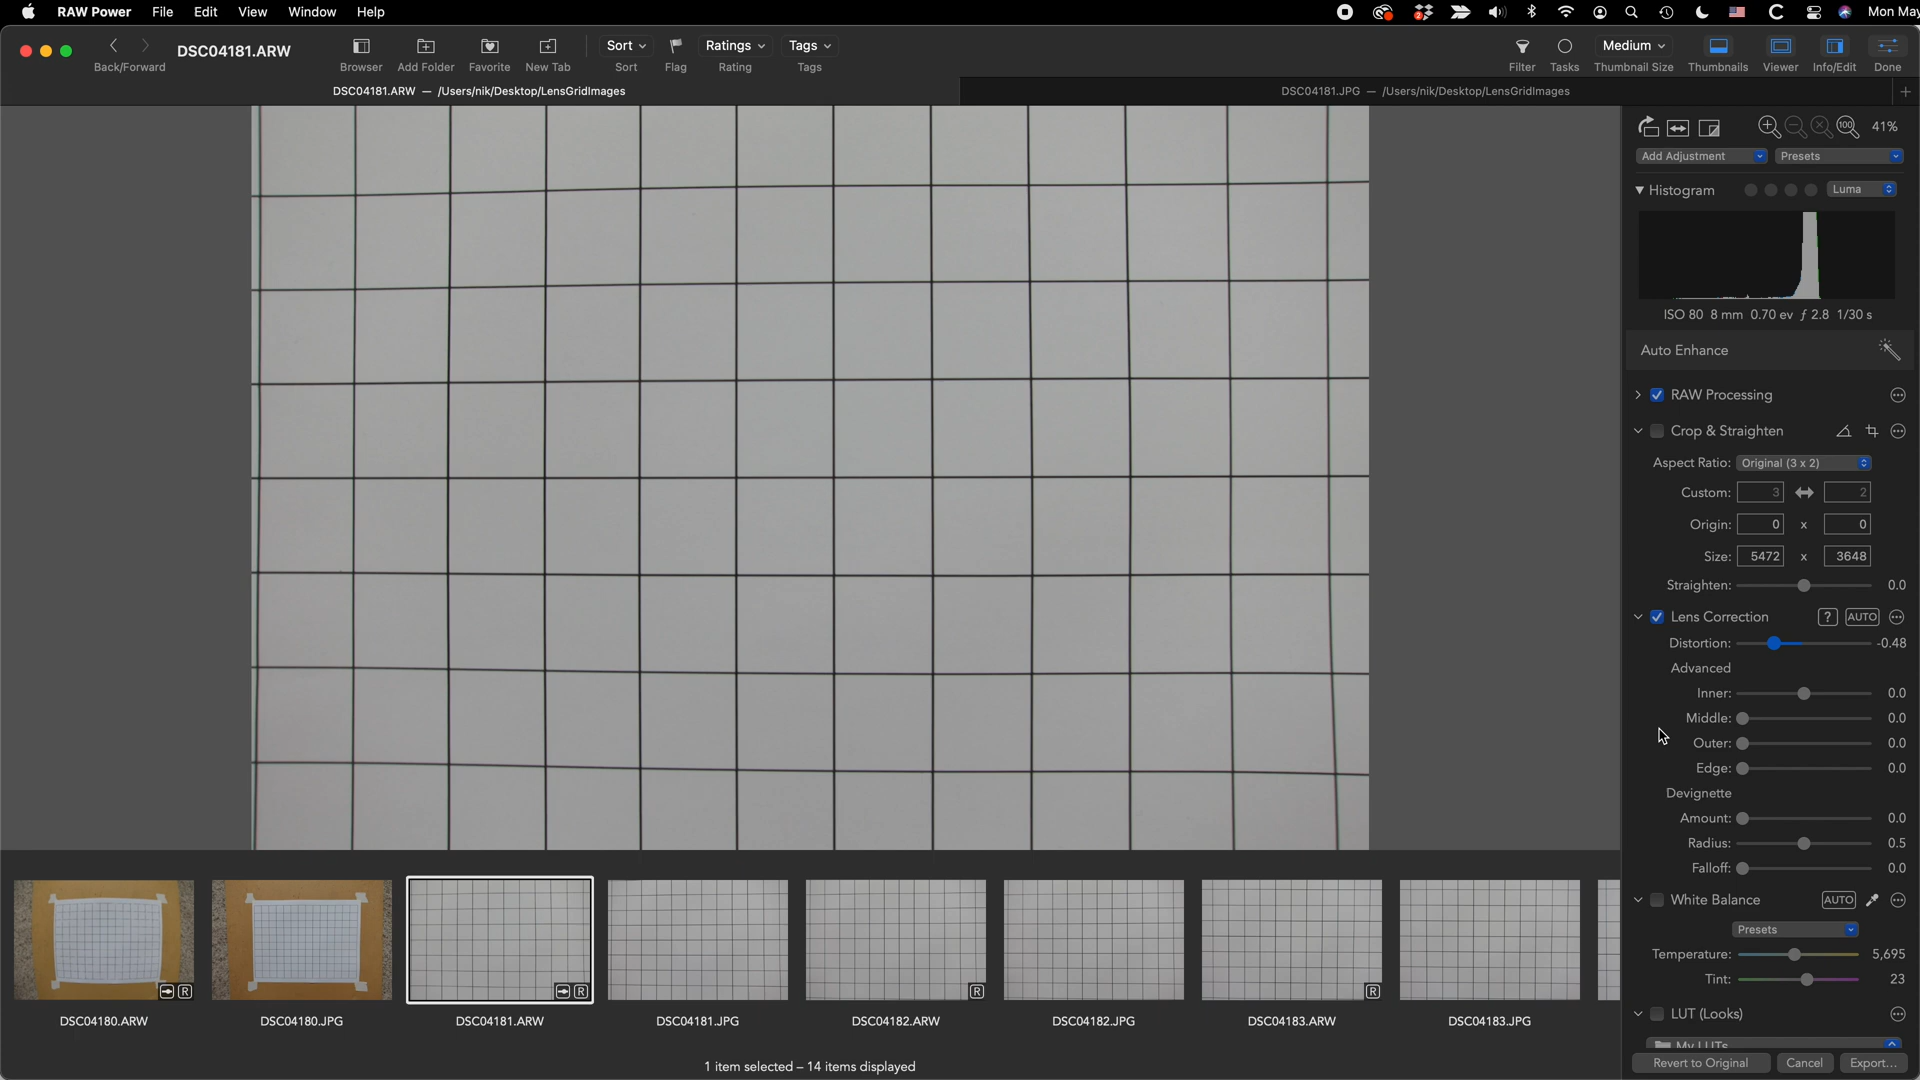 RAW Power File Edit View Window Help
Mon May
DSC04181.ARW
Back/Forward
Browser Add Folder Favorite New Tab
Sort
Sort
Flag
Ratings
Rating
Tags
Tags
Filter Tasks
Medium
Thumbnail Size
Thumbnails Viewer Info/Edit Done
DSC04181.ARW — /Users/nik/Desktop/LensGridImages
DSC04181.JPG — /Users/nik/Desktop/LensGridImages
100 41%
Add Adjustment Presets
Histogram Luma
ISO 80 8 mm 0.70 ev ƒ 2.8 1/30 s
Auto Enhance
RAW Processing
Crop & Straighten
Aspect Ratio: Original (3 x 2)
Custom: 3 2
Origin: 0 x 0
Size: 5472 x 3648
Straighten: 0.0
Lens Correction ? AUTO
Distortion: -0.48
Advanced
Inner: 0.0
Middle: 0.0
Outer: 0.0
Edge: 0.0
Devignette
Amount: 0.0
Radius: 0.5
Falloff: 0.0
White Balance AUTO
Presets
Temperature: 5,695
Tint: 23
LUT (Looks)
My LUTs
Revert to Original Cancel Export...
R R R R
DSC04180.ARW DSC04180.JPG DSC04181.ARW DSC04181.JPG DSC04182.ARW DSC04182.JPG DSC04183.ARW DSC04183.JPG
1 item selected – 14 items displayed